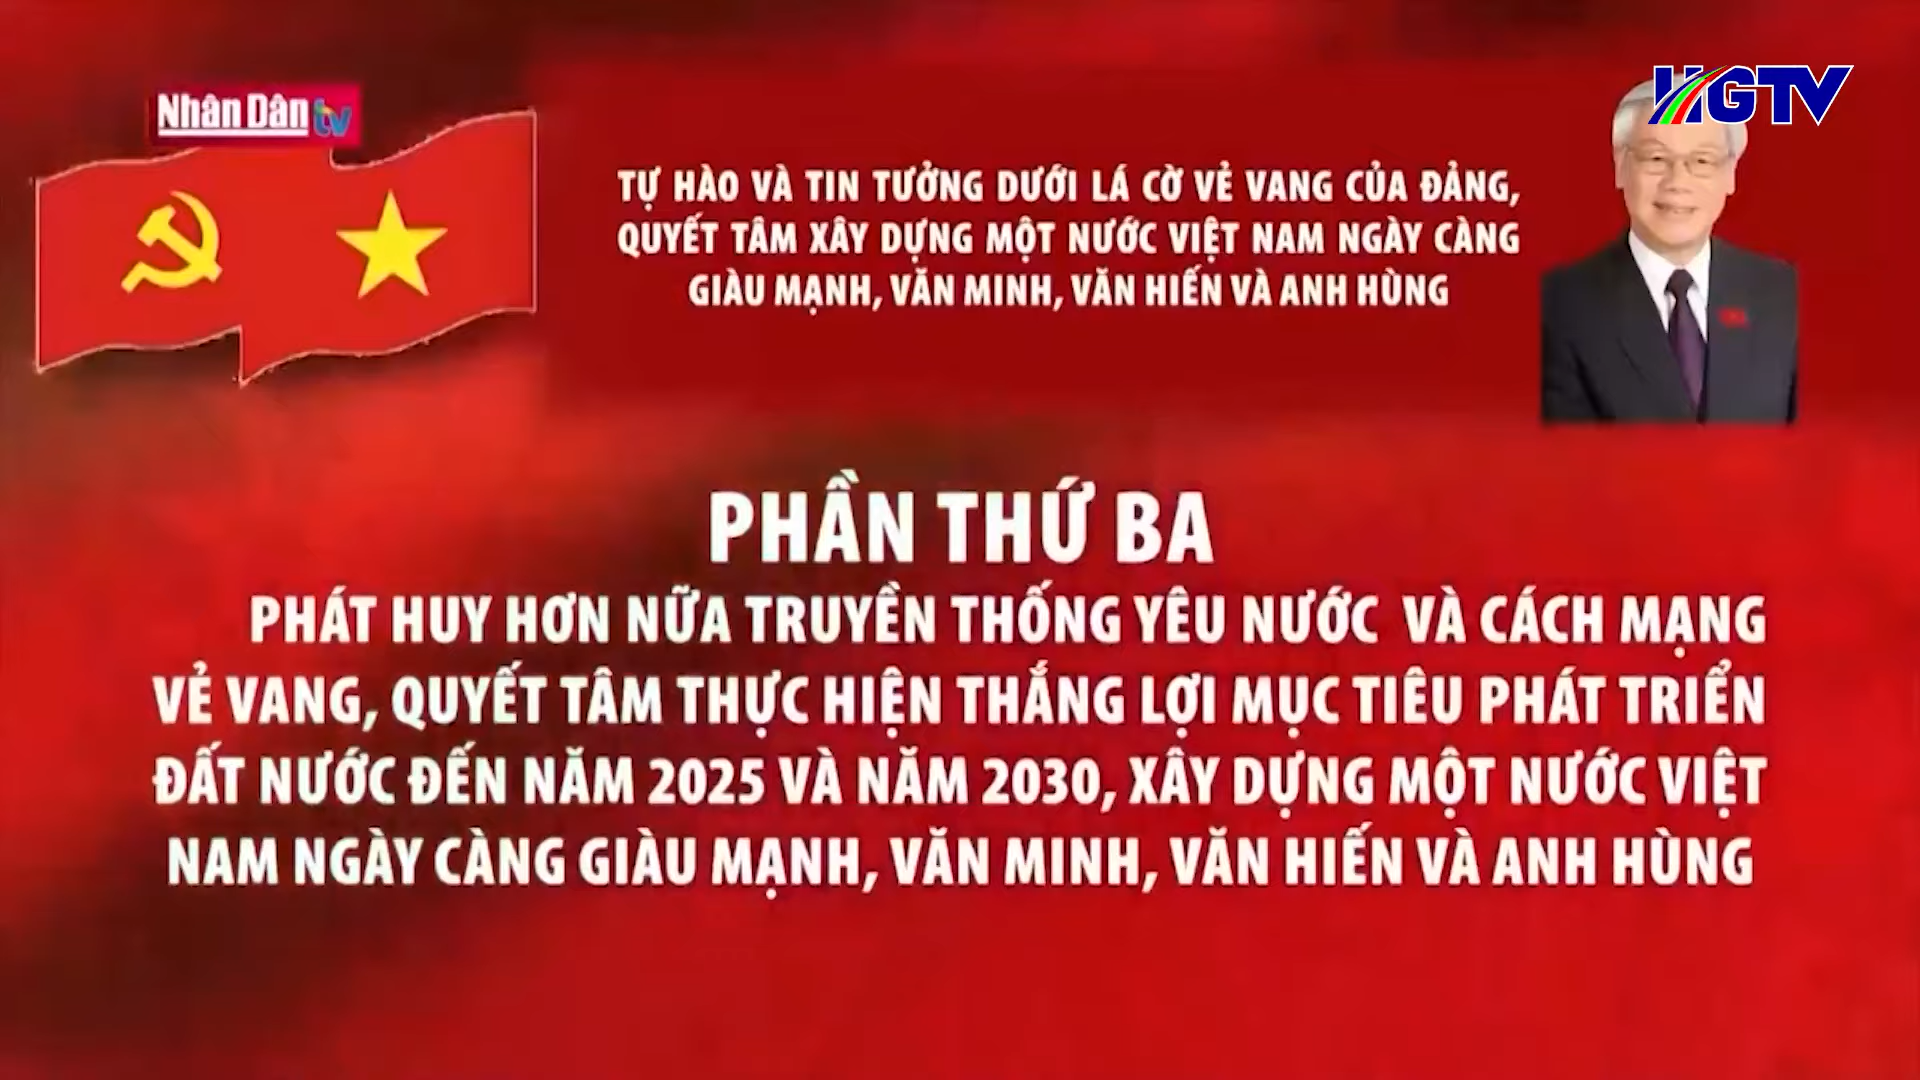 Nhân Dân tv
HGTV
TỰ HÀO VÀ TIN TƯỞNG DƯỚI LÁ CỜ VẺ VANG CỦA ĐẢNG,
QUYẾT TÂM XÂY DỰNG MỘT NƯỚC VIỆT NAM NGÀY CÀNG
GIÀU MẠNH, VĂN MINH, VĂN HIẾN VÀ ANH HÙNG
PHẦN THỨ BA
PHÁT HUY HƠN NỮA TRUYỀN THỐNG YÊU NƯỚC VÀ CÁCH MẠNG
VẺ VANG, QUYẾT TÂM THỰC HIỆN THẮNG LỢI MỤC TIÊU PHÁT TRIỂN
ĐẤT NƯỚC ĐẾN NĂM 2025 VÀ NĂM 2030, XÂY DỰNG MỘT NƯỚC VIỆT
NAM NGÀY CÀNG GIÀU MẠNH, VĂN MINH, VĂN HIẾN VÀ ANH HÙNG